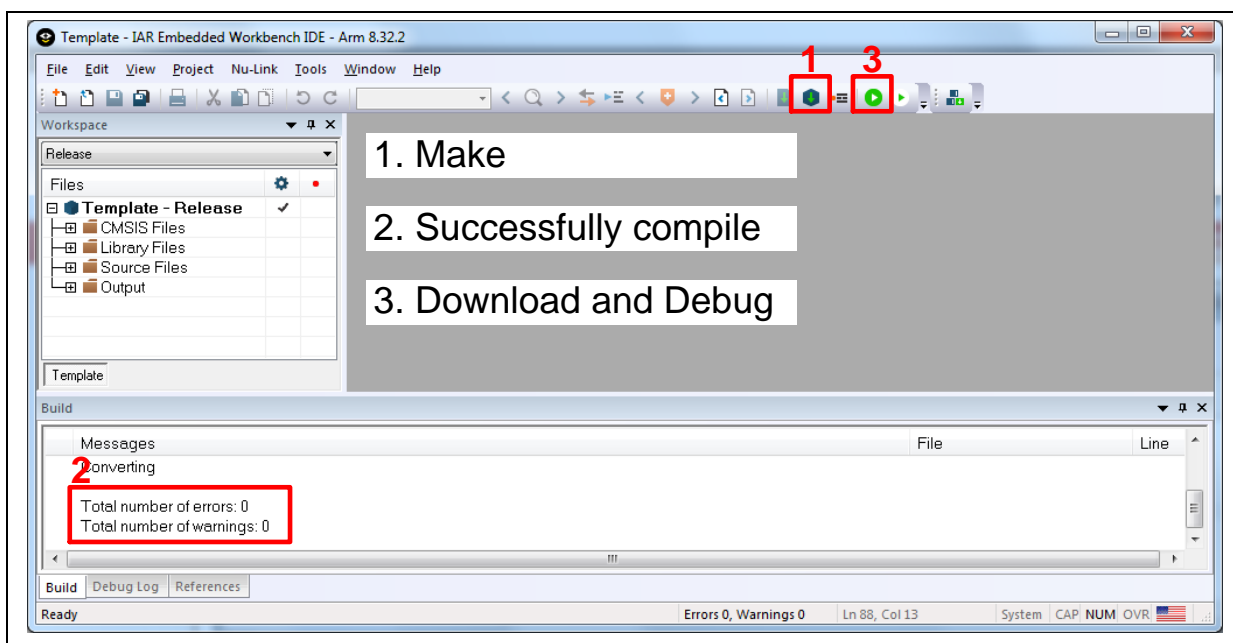 Template - IAR Embedded Workbench IDE - Arm 8.32.2
File Edit View Project Nu-Link Tools Window Help
1 3
Workspace
Release
Files
Template - Release
CMSIS Files
Library Files
Source Files
Output
Template
1. Make
2. Successfully compile
3. Download and Debug
Build
Messages File Line
Converting
2
Total number of errors: 0
Total number of warnings: 0
Build Debug Log References
Ready Errors 0, Warnings 0 Ln 88, Col 13 System CAP NUM OVR